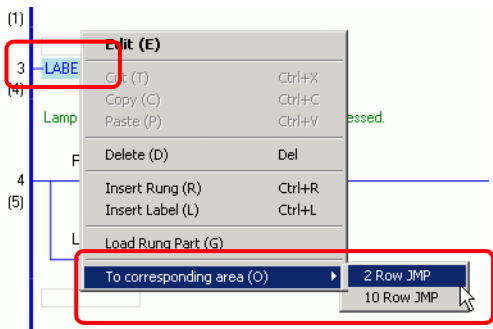 (1)
Edit (E)
3 LABE
(4)
Cut (T) Ctrl+X
Copy (C) Ctrl+C
Lamp Paste (P) Ctrl+V essed.
Delete (D) Del
F
4
Insert Rung (R) Ctrl+R
(5)
Insert Label (L) Ctrl+L
L
Load Rung Part (G)
To corresponding area (O) 2 Row JMP
10 Row JMP